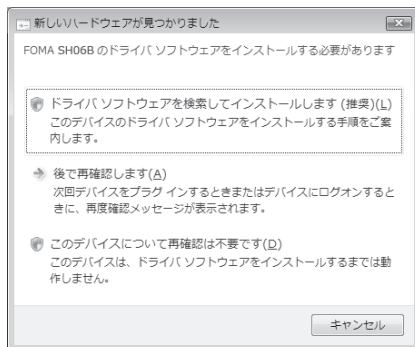 新しいハードウェアが見つかりました
FOMA SH06B のドライバ ソフトウェアをインストールする必要があります
ドライバ ソフトウェアを検索してインストールします (推奨)(L)
このデバイスのドライバ ソフトウェアをインストールする手順をご案
内します。
後で再確認します(A)
次回デバイスをプラグ インするときまたはデバイスにログオンすると
きに、再度確認メッセージが表示されます。
このデバイスについて再確認は不要です(D)
このデバイスは、ドライバ ソフトウェアをインストールするまでは動
作しません。
キャンセル